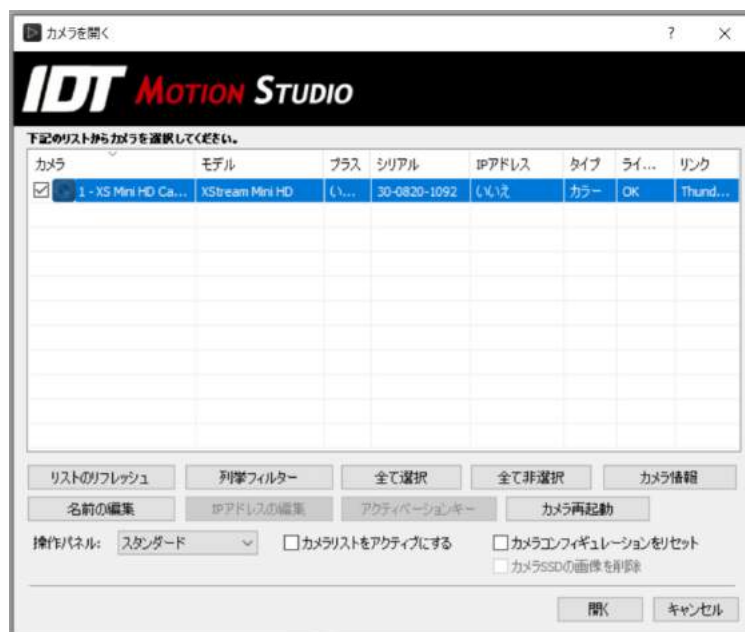 カメラを開く
IDT MOTION STUDIO
下記のリストからカメラを選択してください。
カメラ モデル プラス シリアル IPアドレス タイプ ライ... リンク
1 - XS Mini HD Ca... XStream Mini HD い... 30-0820-1092 いいえ カラー OK Thund...
リストのリフレッシュ 列挙フィルター 全て選択 全て非選択 カメラ情報
名前の編集 IPアドレスの編集 アクティベーションキー カメラ再起動
操作パネル: スタンダード カメラリストをアクティブにする カメラコンフィギュレーションをリセット
カメラSSDの画像を削除
開く キャンセル